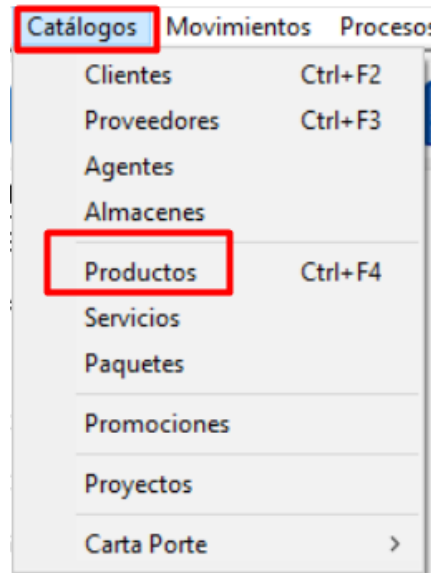 Catálogos Movimientos Procesos
Clientes Ctrl+F2
Proveedores Ctrl+F3
Agentes
Almacenes
Productos Ctrl+F4
Servicios
Paquetes
Promociones
Proyectos
Carta Porte >